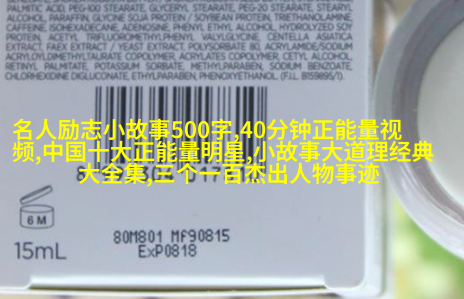 PALMITIC ACID, PEG-100 STEARATE, GLYCERYL STEARATE, PEG-20 STEARATE, STEARYL
ALCOHOL, PARAFFIN, GLYCINE SOJA PROTEIN / SOYBEAN PROTEIN, TRIETHANOLAMINE,
CAFFEINE, ISOHEXADECANE, ADENOSINE, PHENYL ETHYL ALCOHOL, HYDROLYZED SOY
PROTEIN, ACETYL TRIFLUOROMETHYLPHENYL VALYLGLYCINE, CENTELLA ASIATICA
EXTRACT, FAEX EXTRACT / YEAST EXTRACT, POLYSORBATE 80, ACRYLAMIDE/SODIUM
ACRYLOYLDIMETHYLTAURATE COPOLYMER, ACRYLATES COPOLYMER, CETYL ALCOHOL,
RETINYL PALMITATE, SODIUM BENZOATE, METHYLPARABEN, SODIUM BENZOATE,
CHLORHEXIDINE DIGLUCONATE, ETHYLPARABEN, PHENOXYETHANOL. (F.I.L. B159895/1).
名人励志小故事500字,40分钟正能量视
频,中国十大正能量明星,小故事大道理经典
大全集,三个一百杰出人物事迹
6 M
15mL
80M801 Mf90815
ExP0818